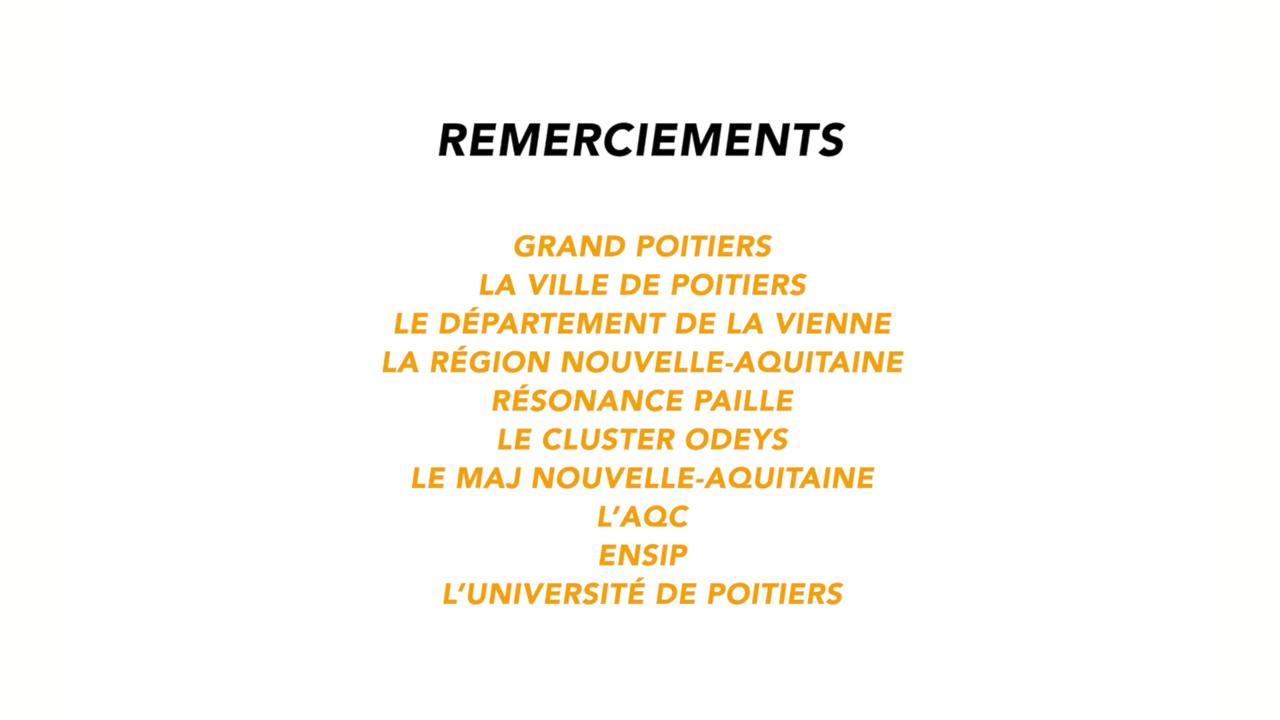 REMERCIEMENTS
GRAND POITIERS
LA VILLE DE POITIERS
LE DÉPARTEMENT DE LA VIENNE
LA RÉGION NOUVELLE-AQUITAINE
RÉSONANCE PAILLE
LE CLUSTER ODEYS
LE MAJ NOUVELLE-AQUITAINE
L’AQC
ENSIP
L’UNIVERSITÉ DE POITIERS